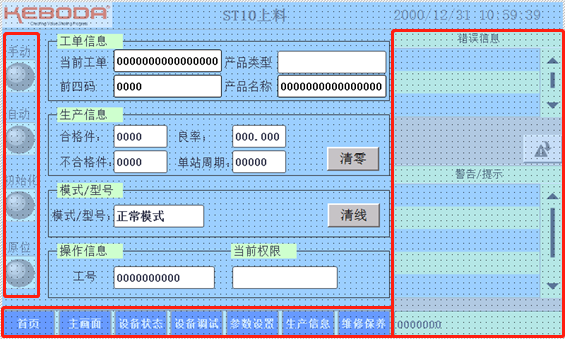 KEBODA
ST10上料
2000/12/31 10:59:39
手动
自动
初始化
原位
工单信息
当前工单 0000000000000000
产品类型
前四码 0000
产品名称 0000000000000000
生产信息
合格件: 0000
良率: 000.000
不合格件: 0000
单站周期: 00000
清零
模式/型号
模式/型号: 正常模式
清线
操作信息
当前权限
工号 0000000000
错误信息
警告/提示
首页 主画面 设备状态 设备调试 参数设置 生产信息 维修保养 0000000